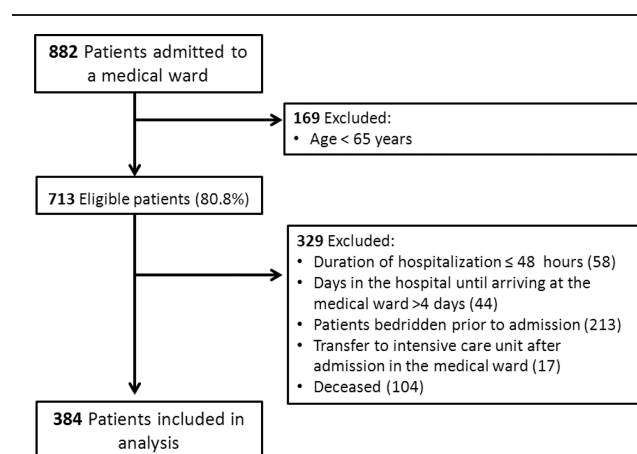 882 Patients admitted to
a medical ward
169 Excluded:
• Age < 65 years
713 Eligible patients (80.8%)
329 Excluded:
• Duration of hospitalization ≤ 48 hours (58)
• Days in the hospital until arriving at the
medical ward >4 days (44)
• Patients bedridden prior to admission (213)
• Transfer to intensive care unit after
admission in the medical ward (17)
• Deceased (104)
384 Patients included in
analysis